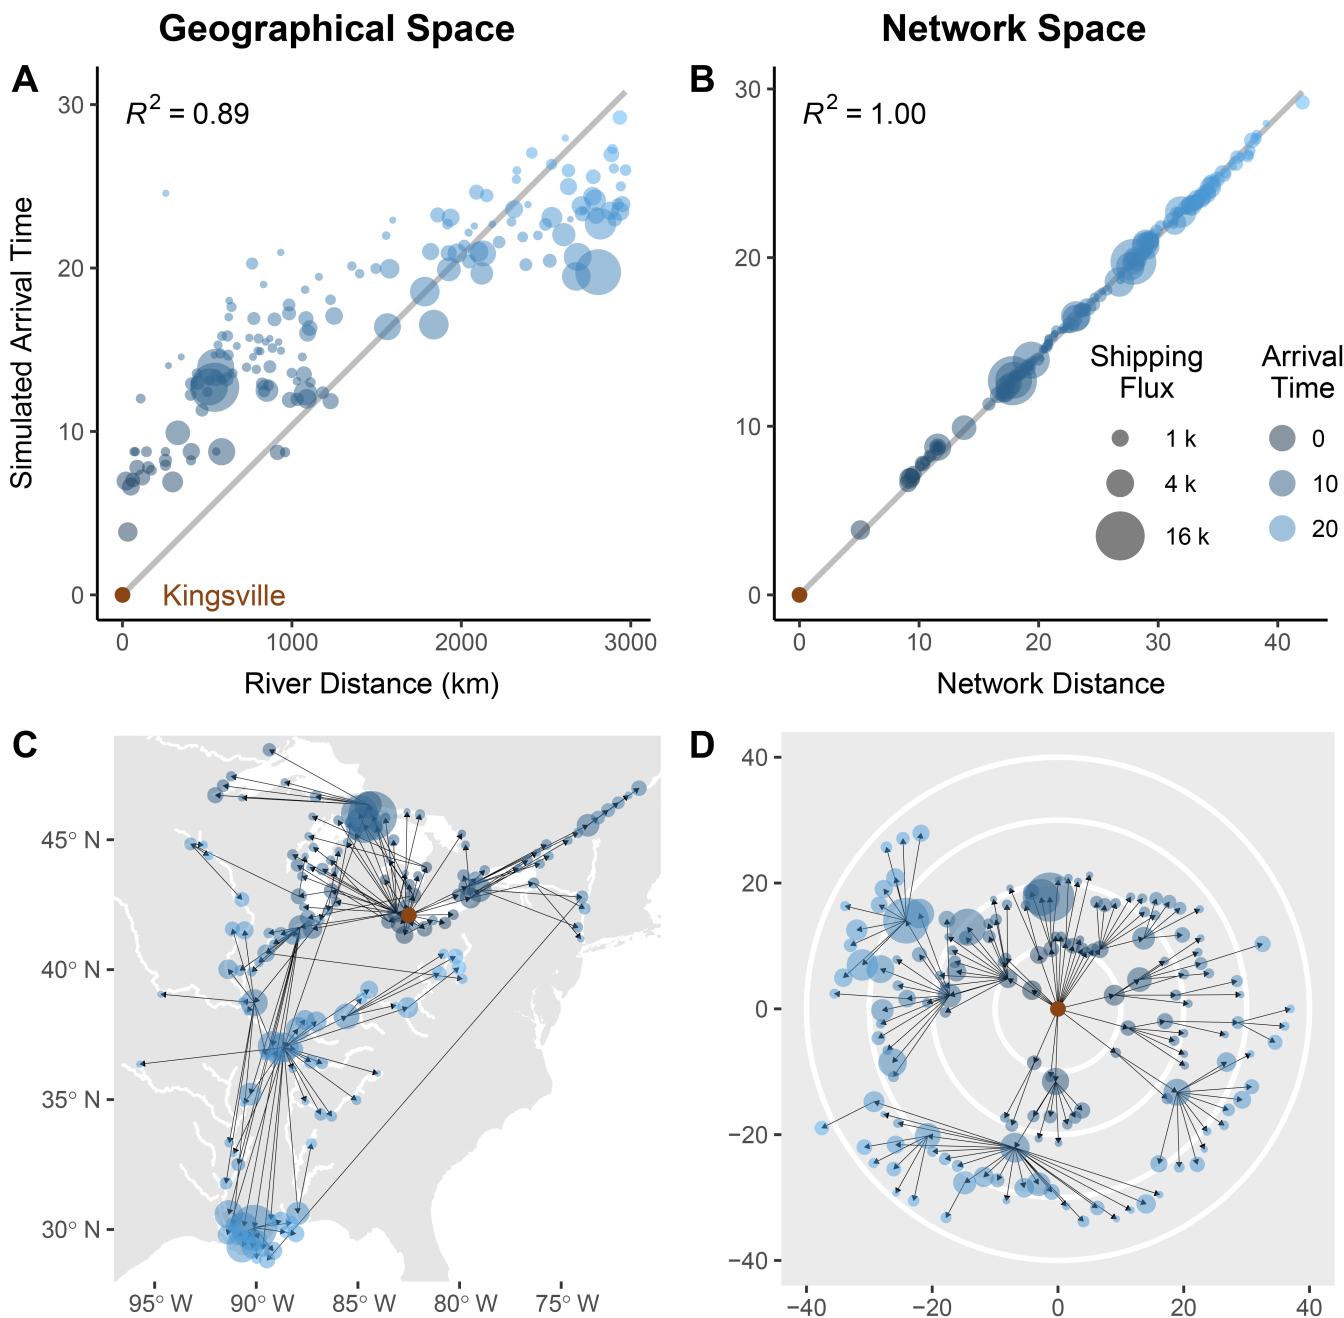 Geographical Space
Network Space
A
B
R² = 0.89
R² = 1.00
30
20
10
0
Simulated Arrival Time
Kingsville
0 1000 2000 3000
River Distance (km)
30
20
10
0
Shipping Flux
1 k
4 k
16 k
Arrival Time
0
10
20
0 10 20 30 40
Network Distance
C
45° N
40° N
35° N
30° N
95° W 90° W 85° W 80° W 75° W
D
40
20
0
−20
−40
−40 −20 0 20 40